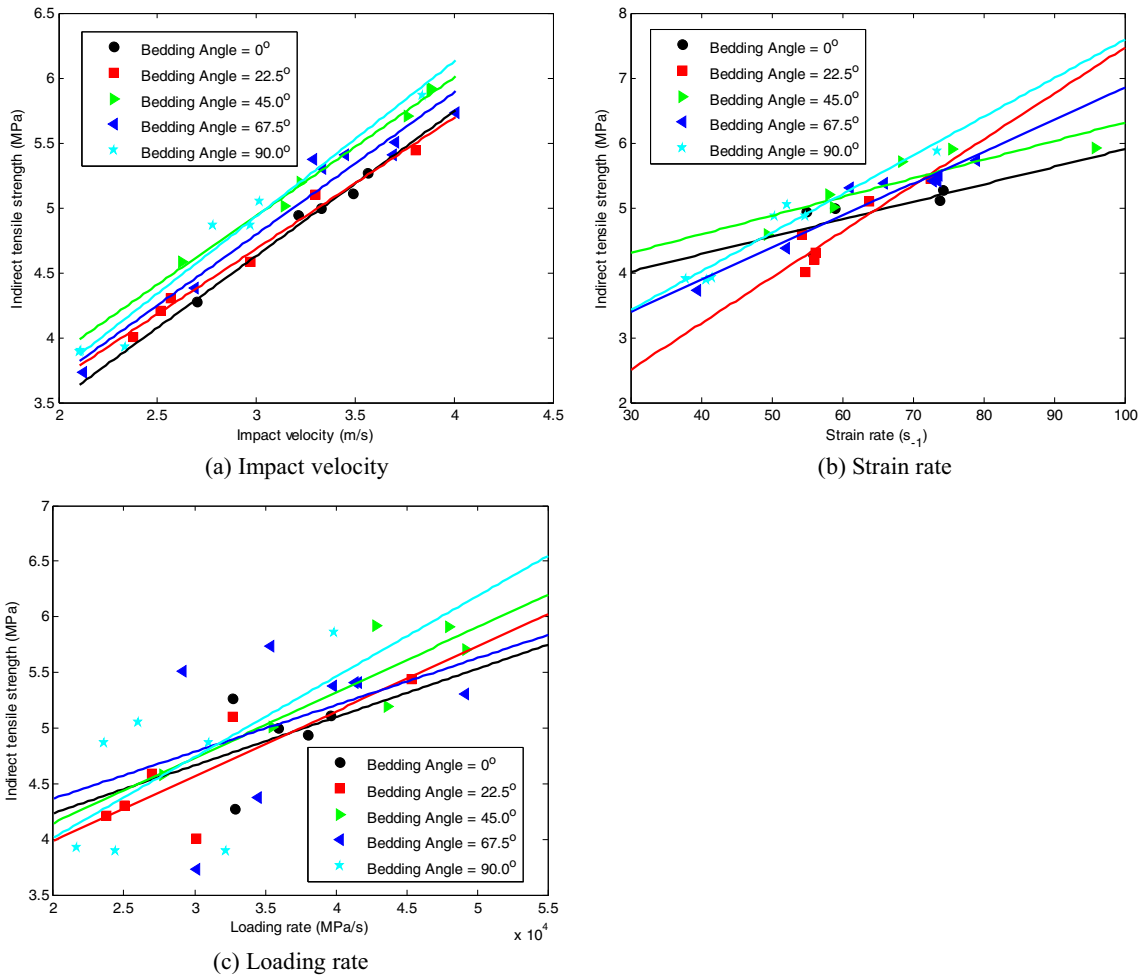 6.5
6
5.5
5
4.5
4
3.5
2
2.5
3
3.5
4
4.5
Indirect tensile strength (MPa)
Impact velocity (m/s)
Bedding Angle = 0°
Bedding Angle = 22.5°
Bedding Angle = 45.0°
Bedding Angle = 67.5°
Bedding Angle = 90.0°
(a) Impact velocity
8
7
6
5
4
3
2
30
40
50
60
70
80
90
100
Indirect tensile strength (MPa)
Strain rate (s-1)
Bedding Angle = 0°
Bedding Angle = 22.5°
Bedding Angle = 45.0°
Bedding Angle = 67.5°
Bedding Angle = 90.0°
(b) Strain rate
7
6.5
6
5.5
5
4.5
4
3.5
2
2.5
3
3.5
4
4.5
5
5.5
x 10⁴
Indirect tensile strength (MPa)
Loading rate (MPa/s)
Bedding Angle = 0°
Bedding Angle = 22.5°
Bedding Angle = 45.0°
Bedding Angle = 67.5°
Bedding Angle = 90.0°
(c) Loading rate